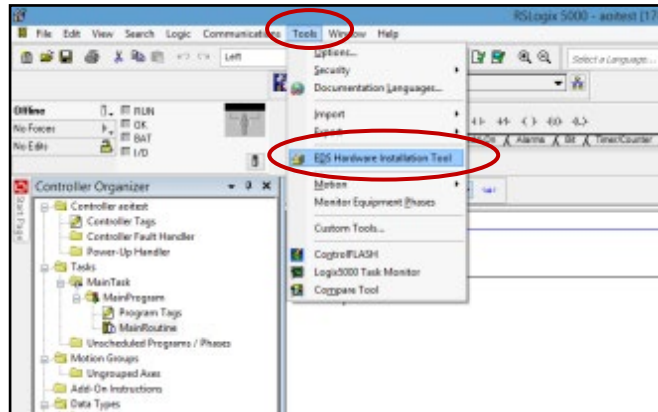 RSLogix 5000 - aoitest [17
File Edit View Search Logic Communications Tools Window Help
Left
Options...
Select a Language...
Security
Documentation Languages...
Offline
RUN
Import
No Forces
OK
Export
BAT
Alarms Bit Timer/Counter
No Edits
I/O
EDS Hardware Installation Tool
Motion
Controller Organizer
Monitor Equipment Phases
Start Page
Controller aoitest
Controller Tags
Custom Tools...
Controller Fault Handler
Power-Up Handler
ControlFLASH
Tasks
Logix5000 Task Monitor
MainTask
Compare Tool
MainProgram
Program Tags
MainRoutine
Unscheduled Programs / Phases
Motion Groups
Ungrouped Axes
Add-On Instructions
Data Types